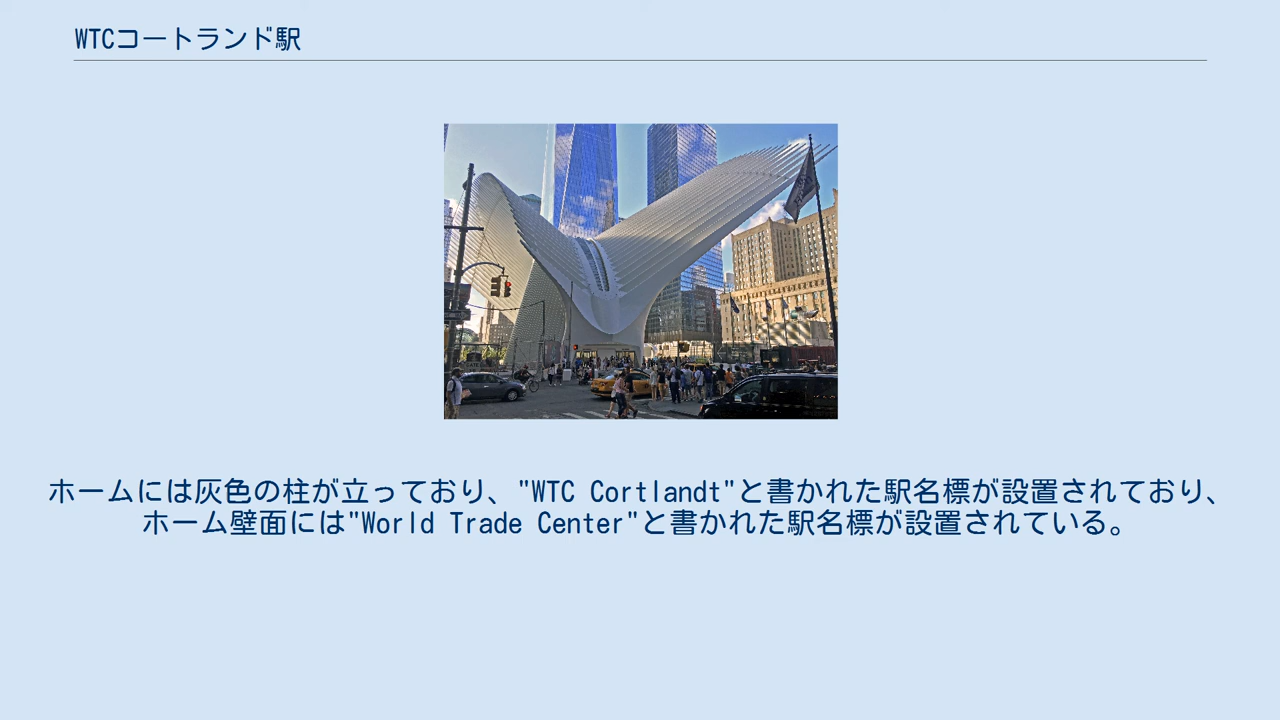 WTCコートランド駅
ホームには灰色の柱が立っており、"WTC Cortlandt"と書かれた駅名標が設置されており、
ホーム壁面には"World Trade Center"と書かれた駅名標が設置されている。